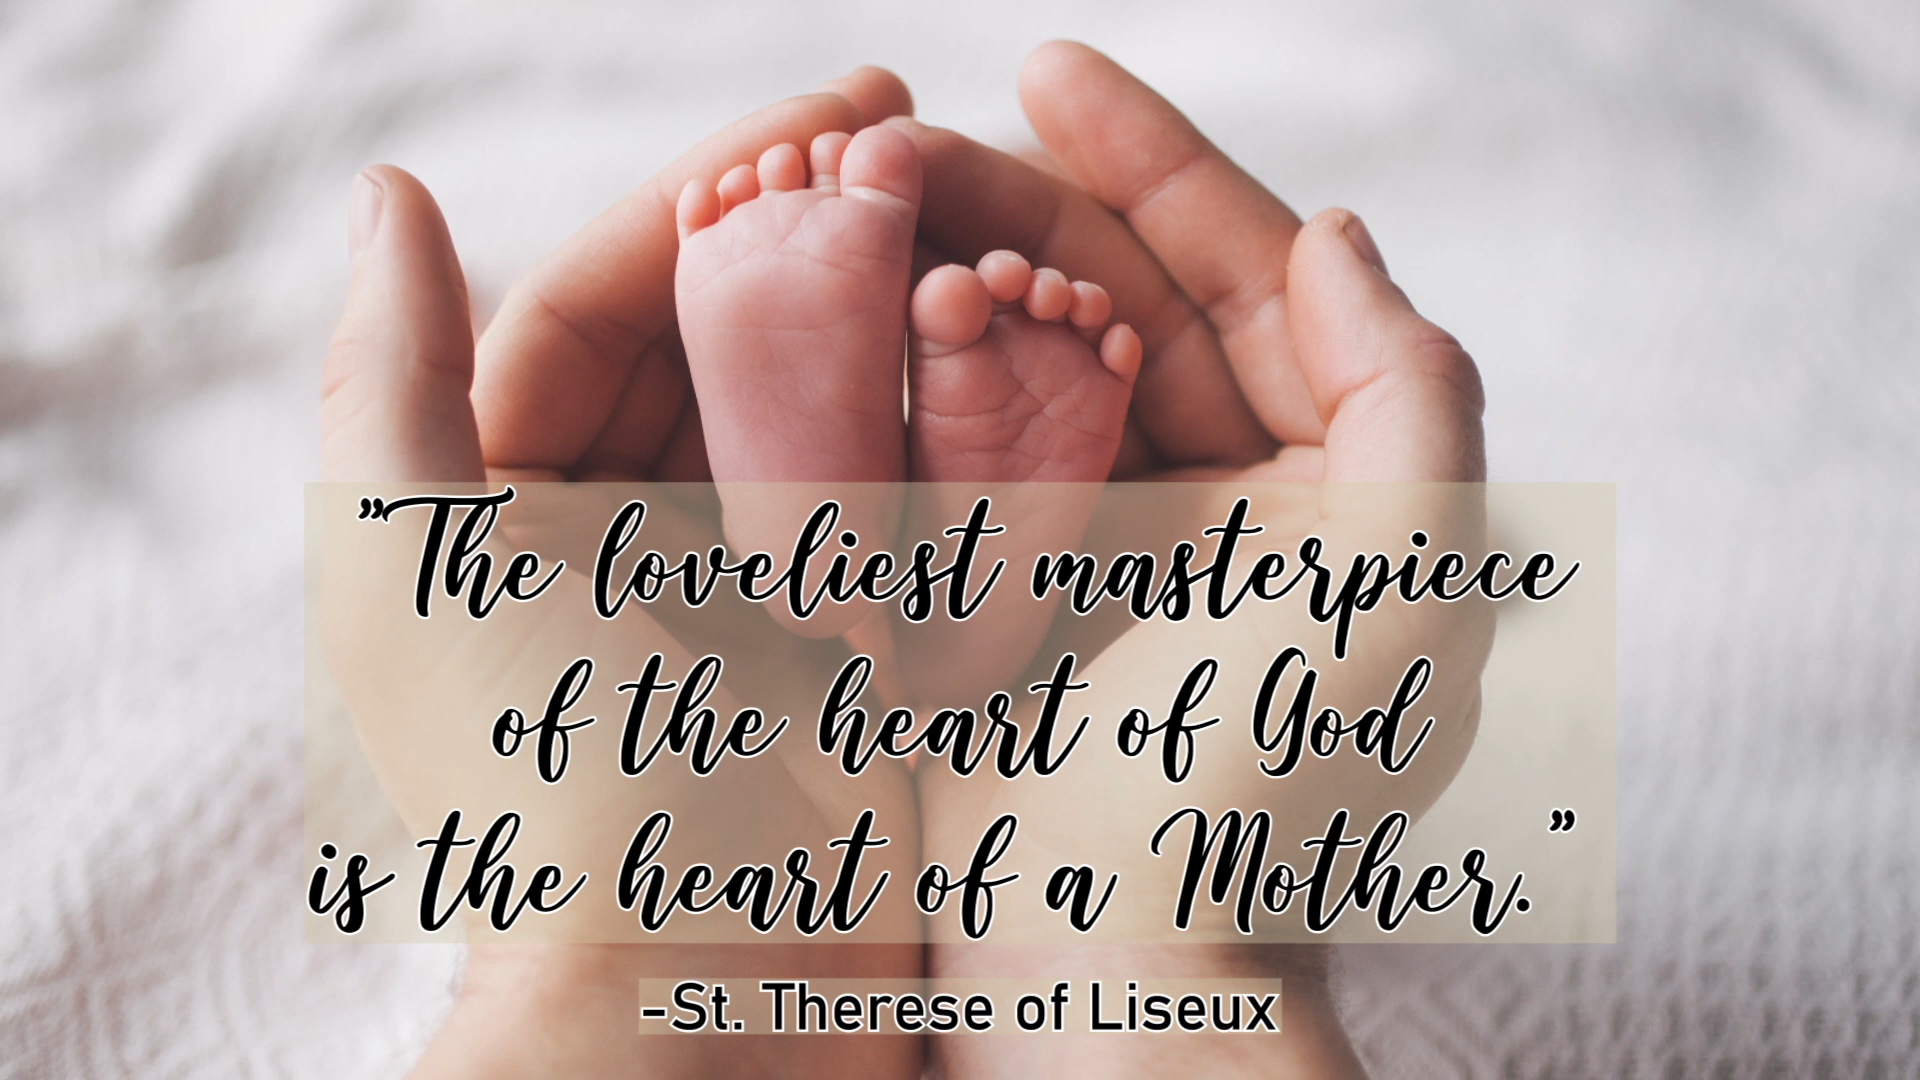 ”The loveliest masterpiece
of the heart of God
is the heart of a Mother.”
-St. Therese of Liseux